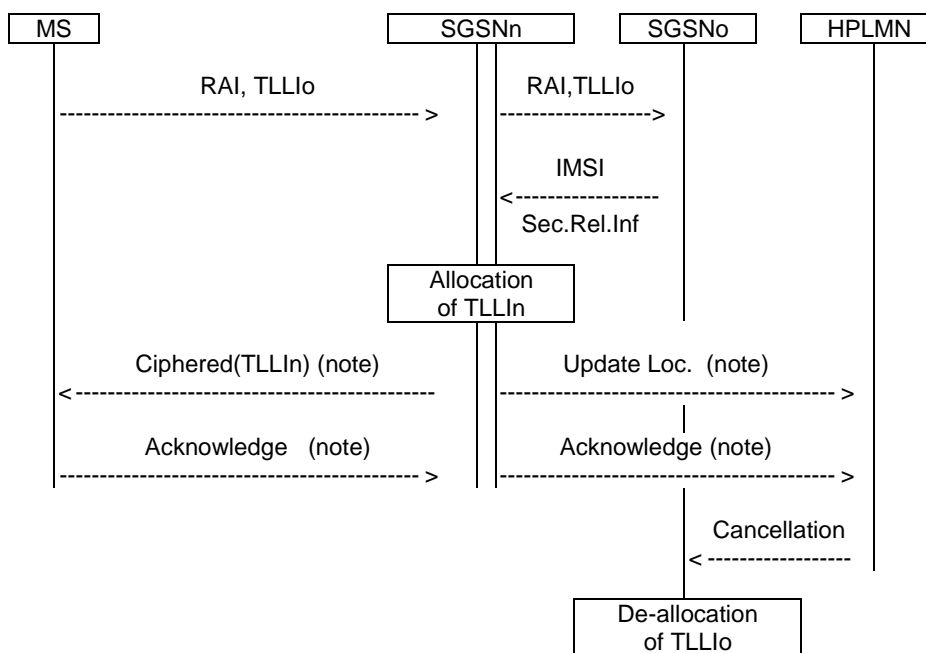 MS SGSNn SGSNo HPLMN
RAI, TLLIo RAI,TLLIo
--------------------------------------------- > ------------------->
IMSI
< ------------------
Sec.Rel.Inf
Allocation
of TLLIn
Ciphered(TLLIn) (note) Update Loc. (note)
< --------------------------------------------- ------------------------------------------ >
Acknowledge (note) Acknowledge (note)
--------------------------------------------- > ------------------------------------------ >
Cancellation
< ------------------
De-allocation
of TLLIo